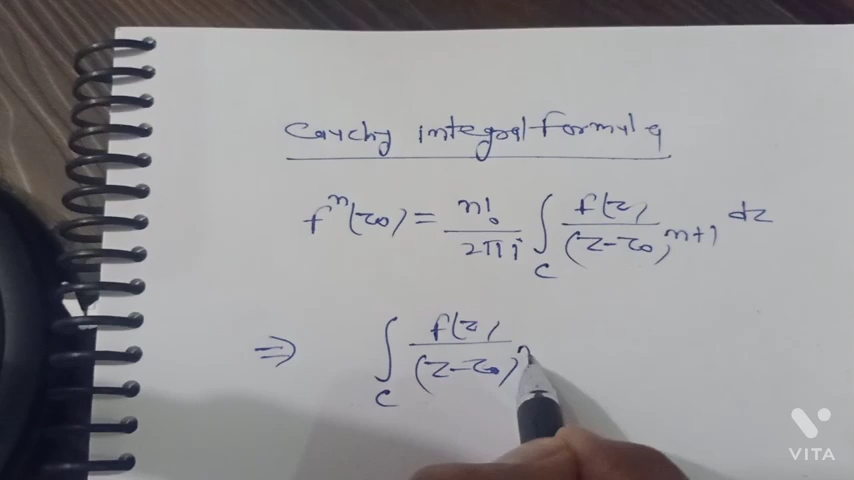 Cauchy integral formula
f^n(z₀) = n!/2πi ∫_C f(z)/(z-z₀)^{n+1} dz
⇒ ∫_C f(z)/(z-z₀)
VITA